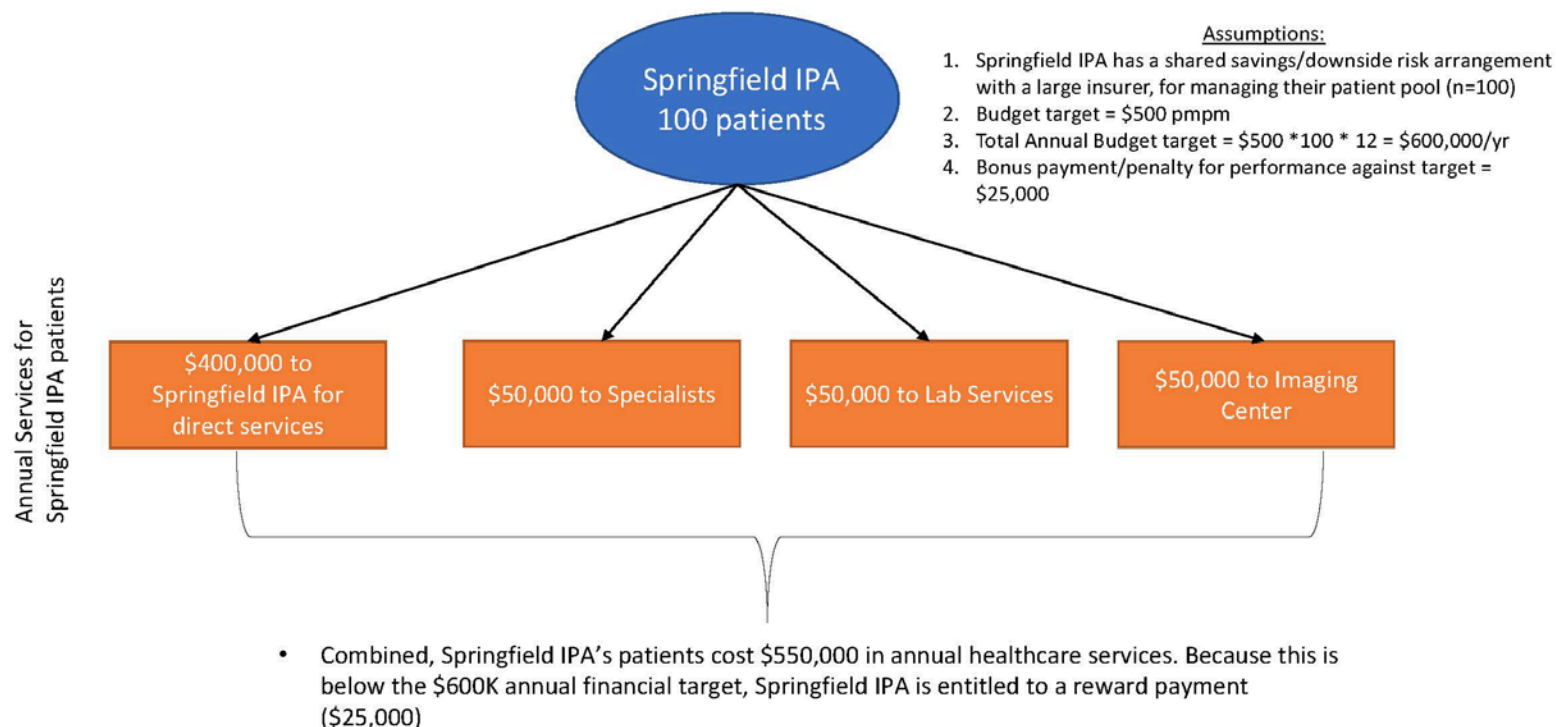 Springfield IPA
100 patients
Assumptions:
1. Springfield IPA has a shared savings/downside risk arrangement
with a large insurer, for managing their patient pool (n=100)
2. Budget target = $500 pmpm
3. Total Annual Budget target = $500 *100 * 12 = $600,000/yr
4. Bonus payment/penalty for performance against target =
$25,000
Annual Services for
Springfield IPA patients
$400,000 to
Springfield IPA for
direct services
$50,000 to Specialists
$50,000 to Lab Services
$50,000 to Imaging
Center
• Combined, Springfield IPA's patients cost $550,000 in annual healthcare services. Because this is
below the $600K annual financial target, Springfield IPA is entitled to a reward payment
($25,000)